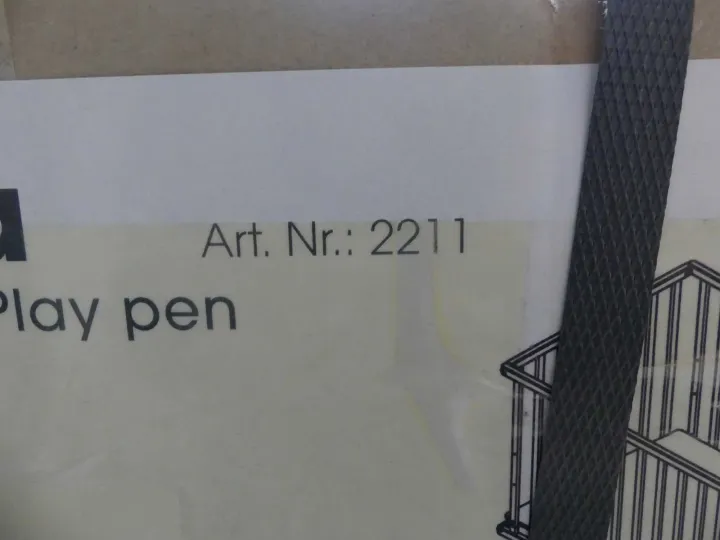 a
Art. Nr.: 2211
Play pen